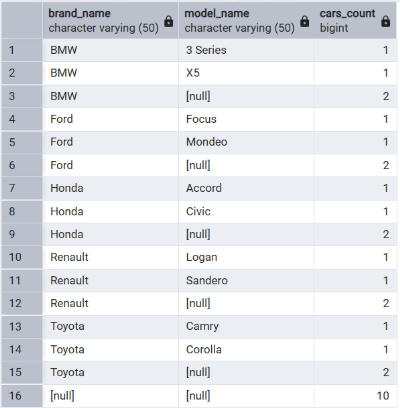 brand_name model_name cars_count
character varying (50) character varying (50) bigint
1 BMW 3 Series 1
2 BMW X5 1
3 BMW [null] 2
4 Ford Focus 1
5 Ford Mondeo 1
6 Ford [null] 2
7 Honda Accord 1
8 Honda Civic 1
9 Honda [null] 2
10 Renault Logan 1
11 Renault Sandero 1
12 Renault [null] 2
13 Toyota Camry 1
14 Toyota Corolla 1
15 Toyota [null] 2
16 [null] [null] 10